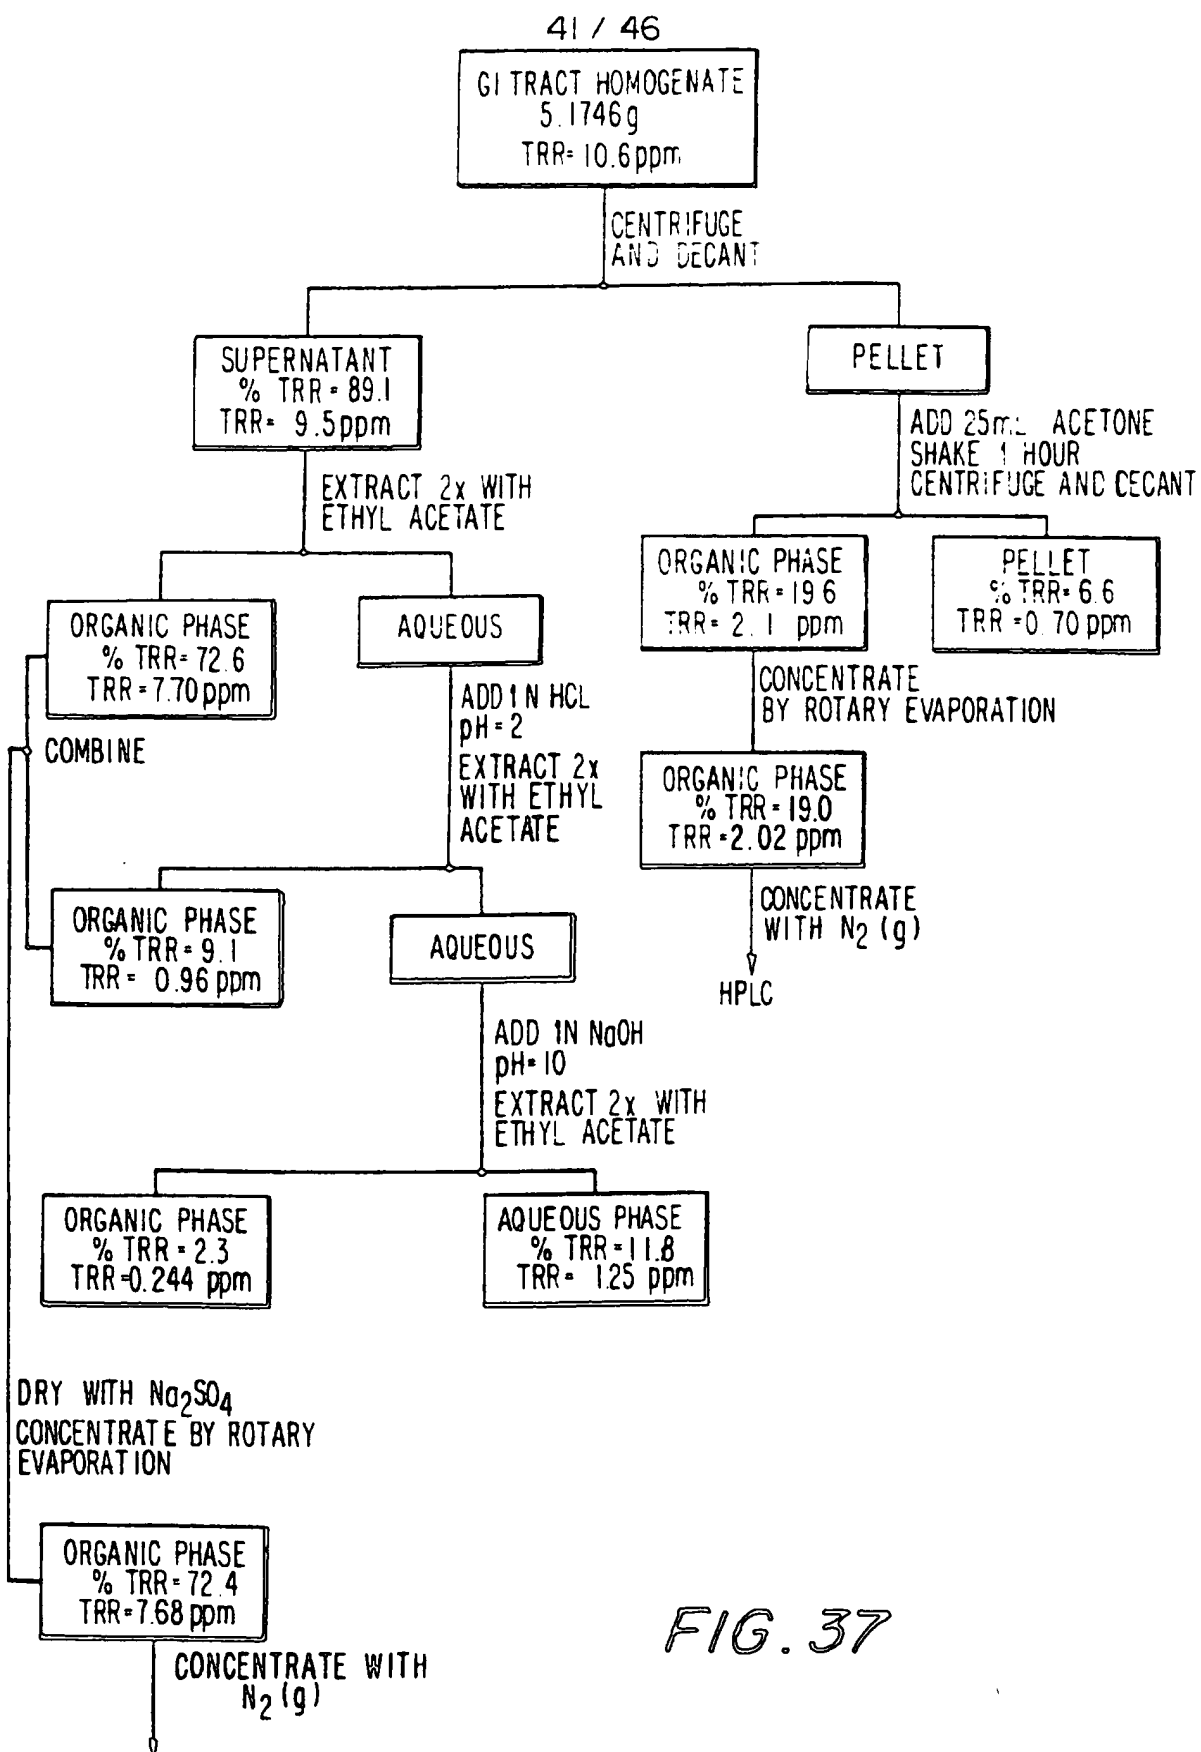 41 / 46
GI TRACT HOMOGENATE
5.1746g
TRR= 10.6ppm
CENTRIFUGE
AND DECANT
SUPERNATANT
% TRR = 89.1
TRR= 9.5ppm
PELLET
ADD 25mL ACETONE
SHAKE 1 HOUR
CENTRIFUGE AND DECANT
EXTRACT 2x WITH
ETHYL ACETATE
ORGANIC PHASE
% TRR = 19.6
TRR = 2.1 ppm
PELLET
% TRR= 6.6
TRR = 0.70 ppm
ORGANIC PHASE
% TRR= 72.6
TRR = 7.70 ppm
AQUEOUS
CONCENTRATE
BY ROTARY EVAPORATION
ADD 1N HCL
pH=2
EXTRACT 2x
WITH ETHYL
ACETATE
COMBINE
ORGANIC PHASE
% TRR = 19.0
TRR=2.02 ppm
CONCENTRATE
WITH N2 (g)
HPLC
ORGANIC PHASE
% TRR= 9.1
TRR = 0.96 ppm
AQUEOUS
ADD 1N NaOH
pH=10
EXTRACT 2x WITH
ETHYL ACETATE
ORGANIC PHASE
% TRR = 2.3
TRR=0.244 ppm
AQUEOUS PHASE
% TRR=11.8
TRR= 1.25 ppm
DRY WITH Na2SO4
CONCENTRATE BY ROTARY
EVAPORATION
ORGANIC PHASE
% TRR=72.4
TRR=7.68 ppm
CONCENTRATE WITH
N2 (g)
FIG. 37